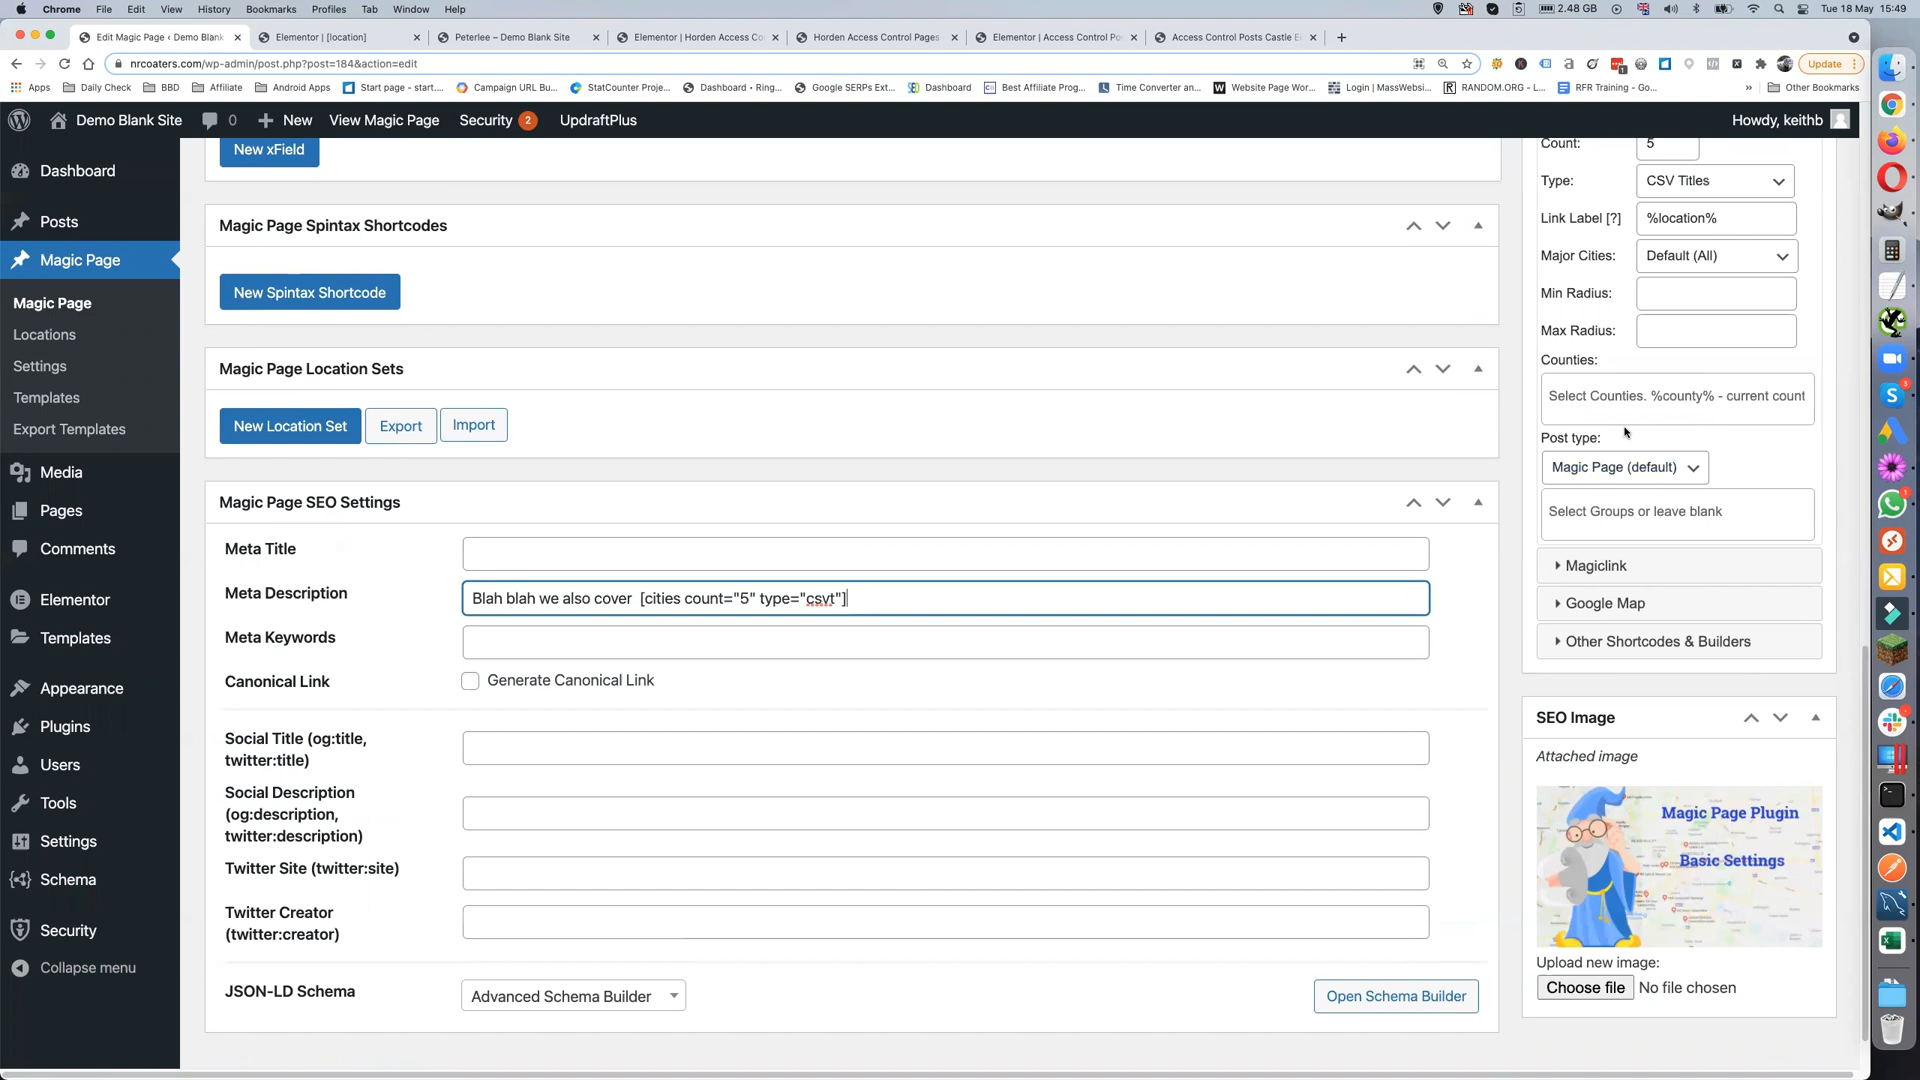 Chrome File Edit View History Bookmarks Profiles Tab Window Help 2.48 GB Tue 18 May 15:49
Edit Magic Page ‹ Demo Blank Elementor | [location] Peterlee – Demo Blank Site Elementor | Horden Access Co Horden Access Control Pages Elementor | Access Control Po Access Control Posts Castle E
nrcoaters.com/wp-admin/post.php?post=184&action=edit Update
Apps Daily Check BBD Affiliate Android Apps Start page - start.... Campaign URL Bu... StatCounter Proje... Dashboard • Ring... Google SERPs Ext... Dashboard Best Affiliate Prog... Time Converter an... Website Page Wor... Login | MassWebsi... RANDOM.ORG - L... RFR Training - Go... » Other Bookmarks
Demo Blank Site 0 New View Magic Page Security 2 UpdraftPlus Howdy, keithb
Dashboard
Posts
Magic Page
Magic Page
Locations
Settings
Templates
Export Templates
Media
Pages
Comments
Elementor
Templates
Appearance
Plugins
Users
Tools
Settings
Schema
Security
Collapse menu
New xField
Magic Page Spintax Shortcodes
New Spintax Shortcode
Magic Page Location Sets
New Location Set Export Import
Magic Page SEO Settings
Meta Title
Meta Description Blah blah we also cover [cities count="5" type="csvt"]
Meta Keywords
Canonical Link Generate Canonical Link
Social Title (og:title,
twitter:title)
Social Description
(og:description,
twitter:description)
Twitter Site (twitter:site)
Twitter Creator
(twitter:creator)
JSON-LD Schema Advanced Schema Builder Open Schema Builder
Count: 5
Type: CSV Titles
Link Label [?] %location%
Major Cities: Default (All)
Min Radius:
Max Radius:
Counties:
Select Counties. %county% - current count
Post type:
Magic Page (default)
Select Groups or leave blank
Magiclink
Google Map
Other Shortcodes & Builders
SEO Image
Attached image
Magic Page Plugin
Basic Settings
Upload new image:
Choose file No file chosen